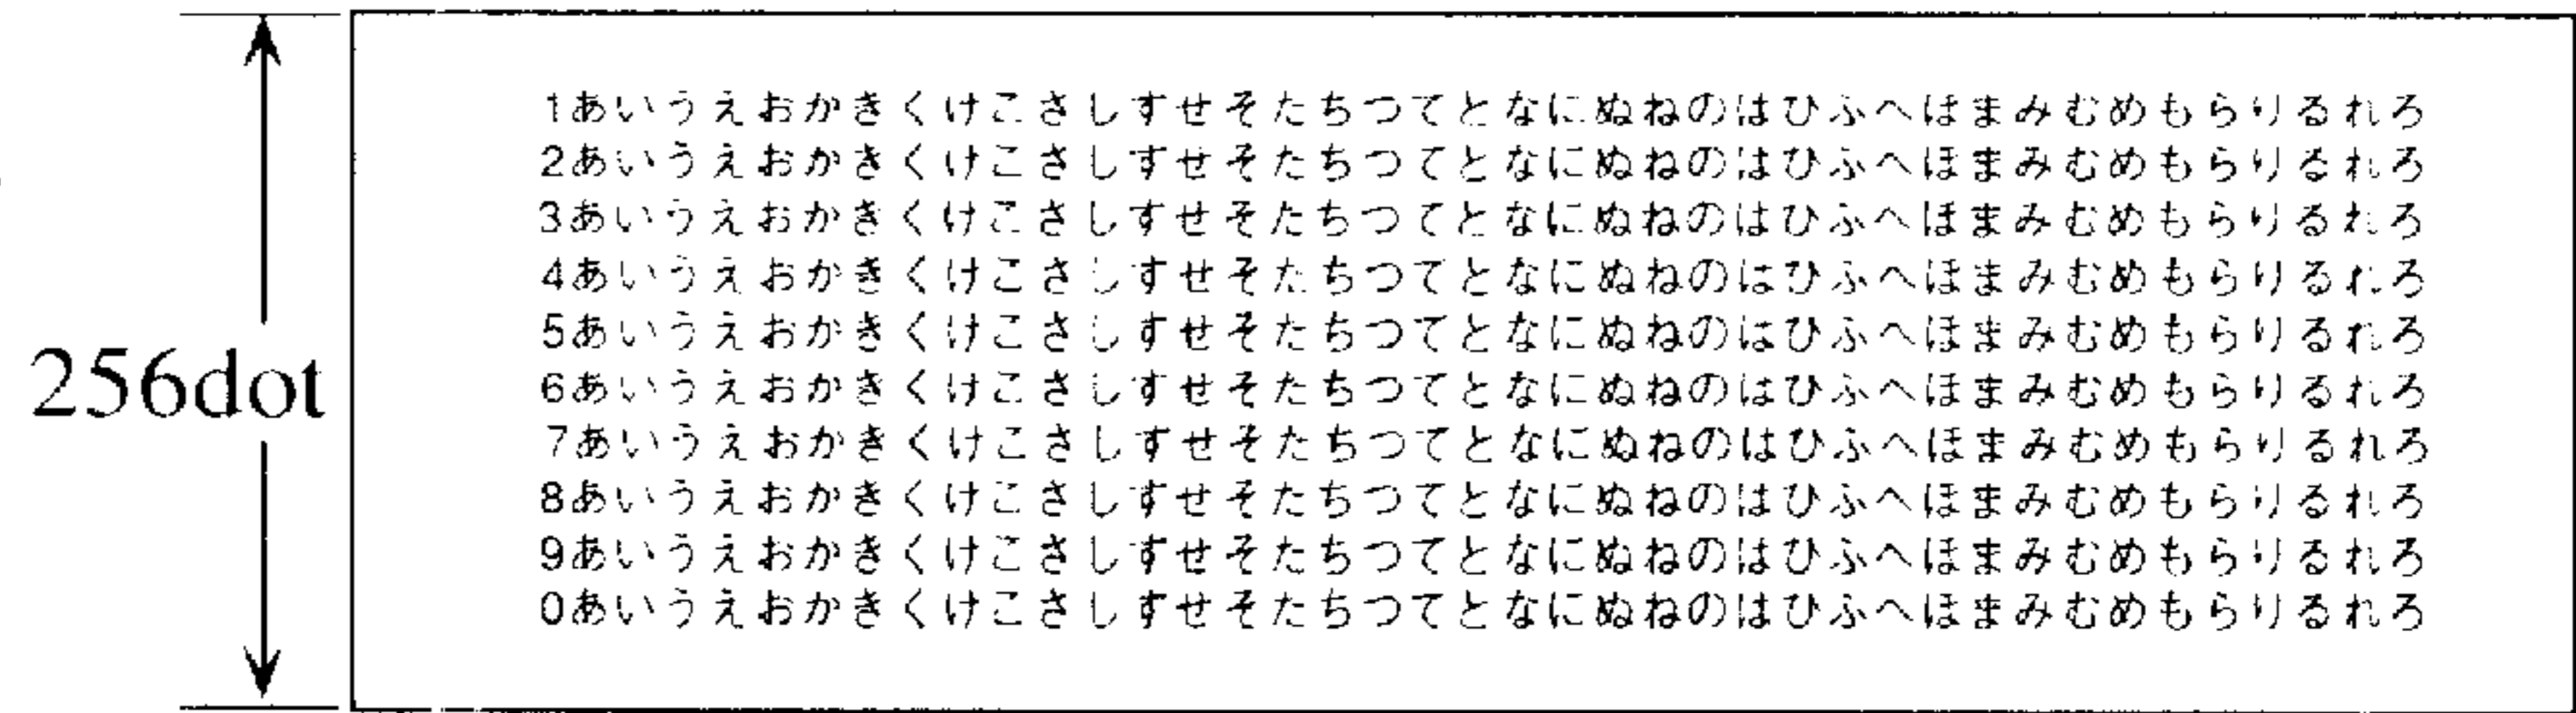 1あいうえおかきくけこさしすせそたちつてとなにぬねのはひふへほまみむめもらりるれろ
2あいうえおかきくけこさしすせそたちつてとなにぬねのはひふへほまみむめもらりるれろ
3あいうえおかきくけこさしすせそたちつてとなにぬねのはひふへほまみむめもらりるれろ
4あいうえおかきくけこさしすせそたちつてとなにぬねのはひふへほまみむめもらりるれろ
5あいうえおかきくけこさしすせそたちつてとなにぬねのはひふへほまみむめもらりるれろ
6あいうえおかきくけこさしすせそたちつてとなにぬねのはひふへほまみむめもらりるれろ
7あいうえおかきくけこさしすせそたちつてとなにぬねのはひふへほまみむめもらりるれろ
8あいうえおかきくけこさしすせそたちつてとなにぬねのはひふへほまみむめもらりるれろ
9あいうえおかきくけこさしすせそたちつてとなにぬねのはひふへほまみむめもらりるれろ
0あいうえおかきくけこさしすせそたちつてとなにぬねのはひふへほまみむめもらりるれろ
256dot